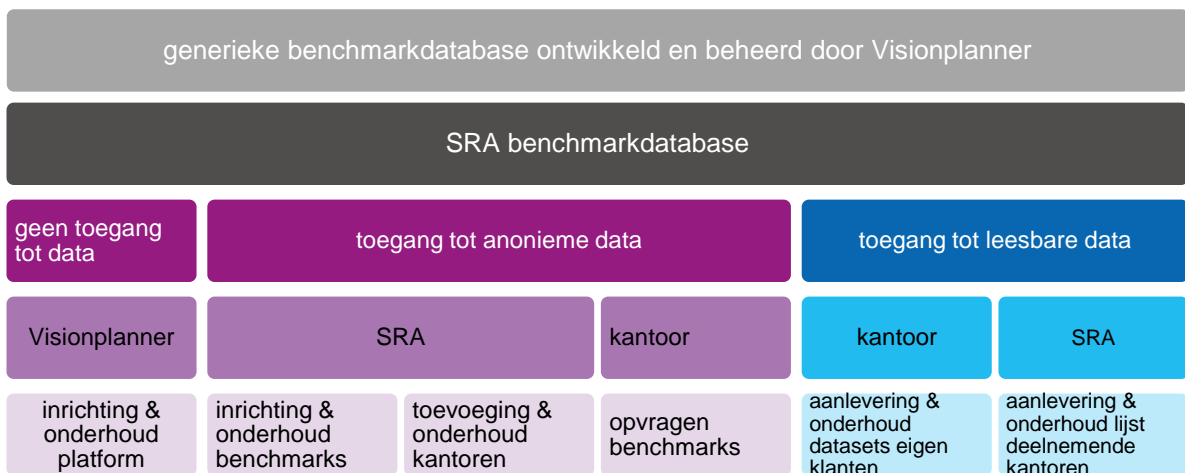 generieke benchmarkdatabase ontwikkeld en beheerd door Visionplanner
SRA benchmarkdatabase
geen toegang
tot data
toegang tot anonieme data
toegang tot leesbare data
Visionplanner
SRA
kantoor
kantoor
SRA
inrichting &
onderhoud
platform
inrichting &
onderhoud
benchmarks
toevoeging &
onderhoud
kantoren
opvragen
benchmarks
aanlevering &
onderhoud
datasets eigen
klanten
aanlevering &
onderhoud lijst
deelnemende
kantoren